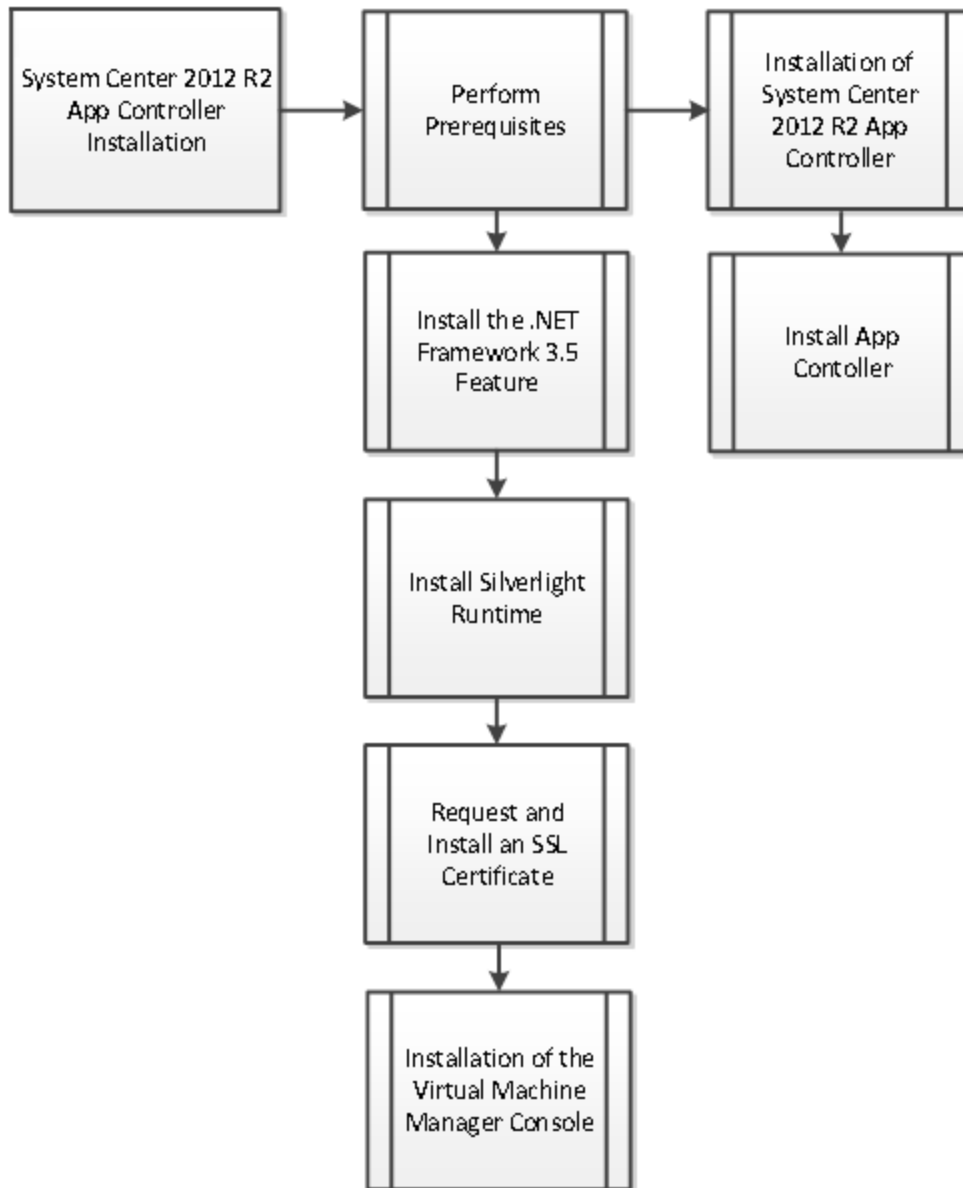 System Center 2012 R2
App Controller
Installation
Perform
Prerequisites
Installation of
System Center
2012 R2 App
Controller
Install the .NET
Framework 3.5
Feature
Install App
Contoller
Install Silverlight
Runtime
Request and
Install an SSL
Certificate
Installation of the
Virtual Machine
Manager Console